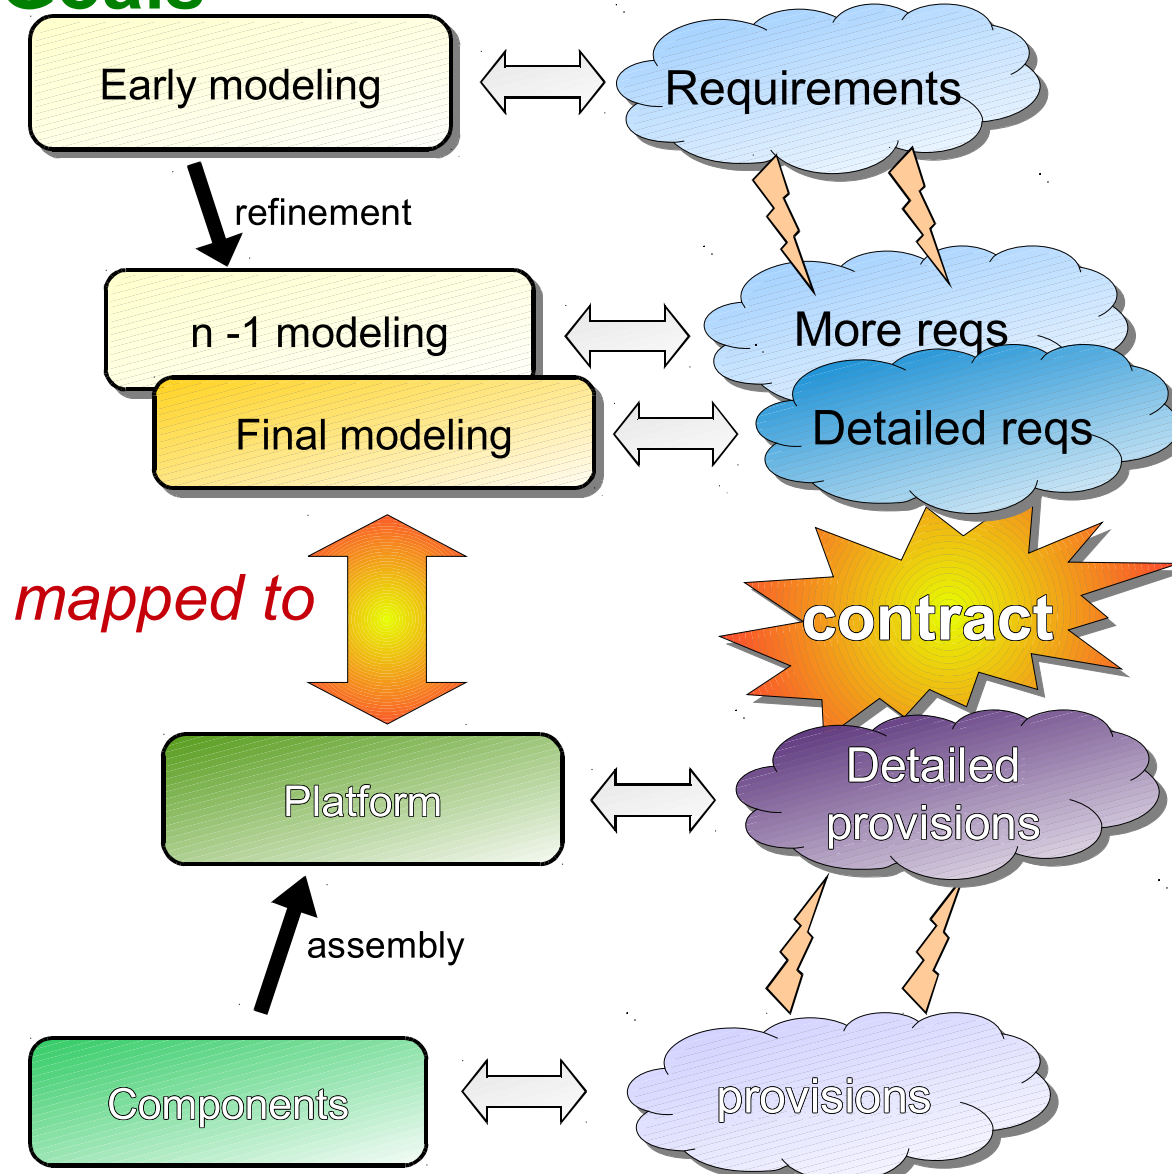 Goals
Early modeling
Requirements
refinement
n -1 modeling
More reqs
Final modeling
Detailed reqs
mapped to
contract
Platform
Detailed
provisions
assembly
Components
provisions